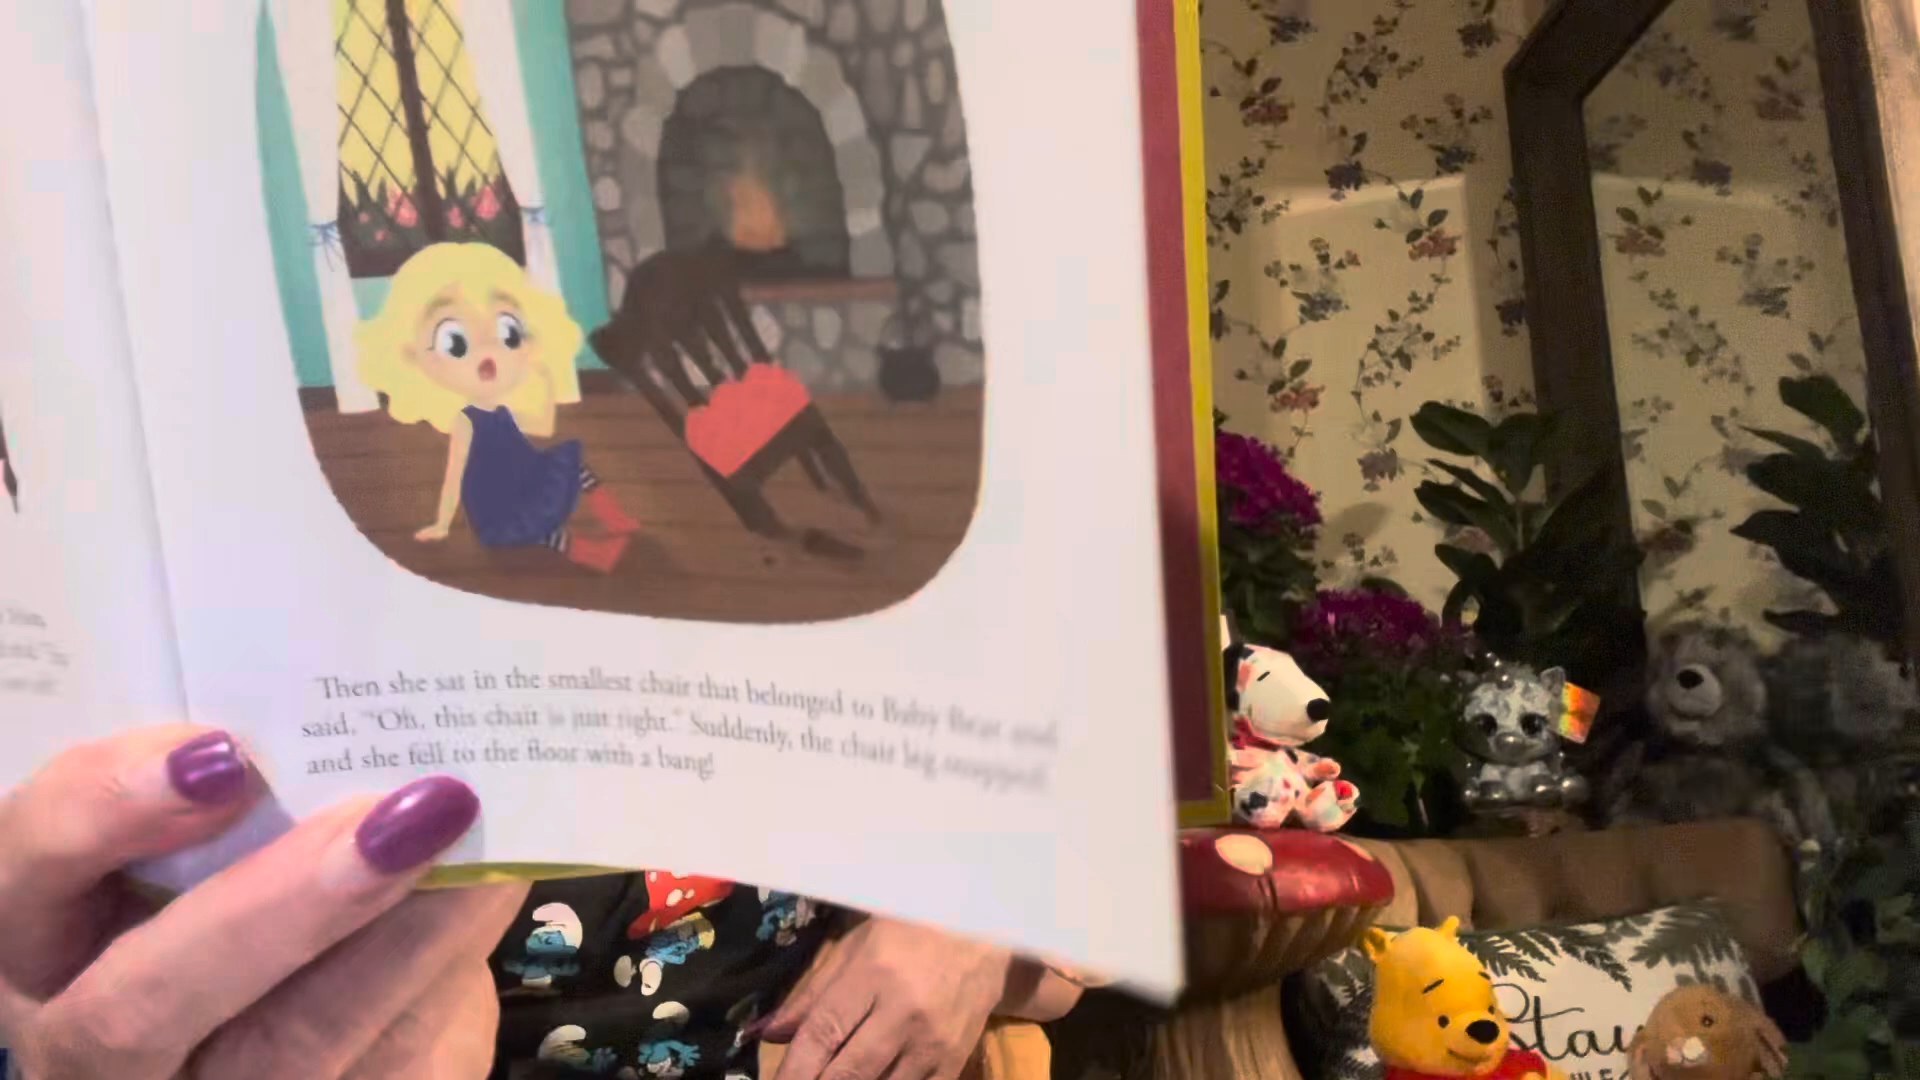 Then she sat in the smallest chair that belonged to Baby Bear and
said, "Oh, this chair is just right." Suddenly, the chair leg snapped,
and she fell to the floor with a bang!
Stay